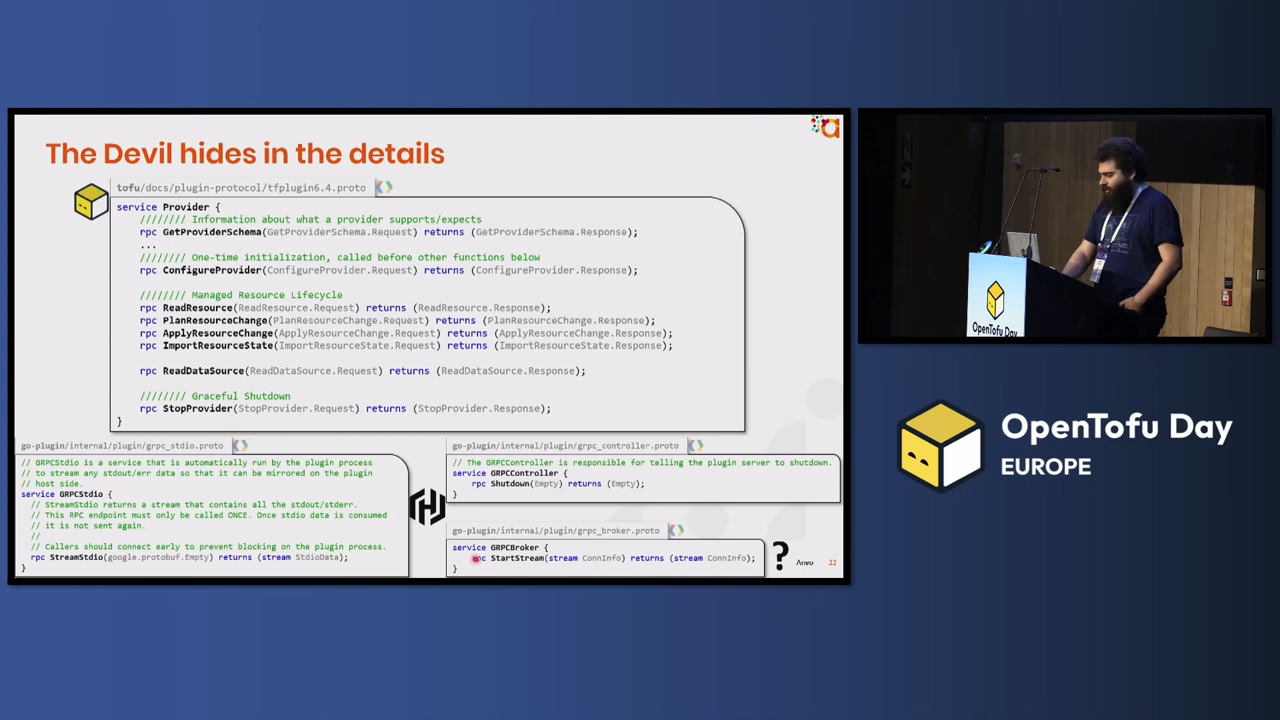 The Devil hides in the details
tofu/docs/plugin-protocol/tfplugin6.4.proto
service Provider {
//////// Information about what a provider supports/expects
rpc GetProviderSchema(GetProviderSchema.Request) returns (GetProviderSchema.Response);
...
//////// One-time initialization, called before other functions below
rpc ConfigureProvider(ConfigureProvider.Request) returns (ConfigureProvider.Response);
//////// Managed Resource Lifecycle
rpc ReadResource(ReadResource.Request) returns (ReadResource.Response);
rpc PlanResourceChange(PlanResourceChange.Request) returns (PlanResourceChange.Response);
rpc ApplyResourceChange(ApplyResourceChange.Request) returns (ApplyResourceChange.Response);
rpc ImportResourceState(ImportResourceState.Request) returns (ImportResourceState.Response);
rpc ReadDataSource(ReadDataSource.Request) returns (ReadDataSource.Response);
//////// Graceful Shutdown
rpc StopProvider(StopProvider.Request) returns (StopProvider.Response);
}
go-plugin/internal/plugin/grpc_stdio.proto
// GRPCStdio is a service that is automatically run by the plugin process
// to stream any stdout/err data so that it can be mirrored on the plugin
// host side.
service GRPCStdio {
// StreamStdio returns a stream that contains all the stdout/stderr.
// This RPC endpoint must only be called ONCE. Once stdio data is consumed
// it is not sent again.
//
// Callers should connect early to prevent blocking on the plugin process.
rpc StreamStdio(google.protobuf.Empty) returns (stream StdioData);
}
go-plugin/internal/plugin/grpc_controller.proto
// The GRPCController is responsible for telling the plugin server to shutdown.
service GRPCController {
rpc Shutdown(Empty) returns (Empty);
}
go-plugin/internal/plugin/grpc_broker.proto
service GRPCBroker {
rpc StartStream(stream ConnInfo) returns (stream ConnInfo);
}
?
Aneo
22
OpenTofu Day
OpenTofu Day
EUROPE